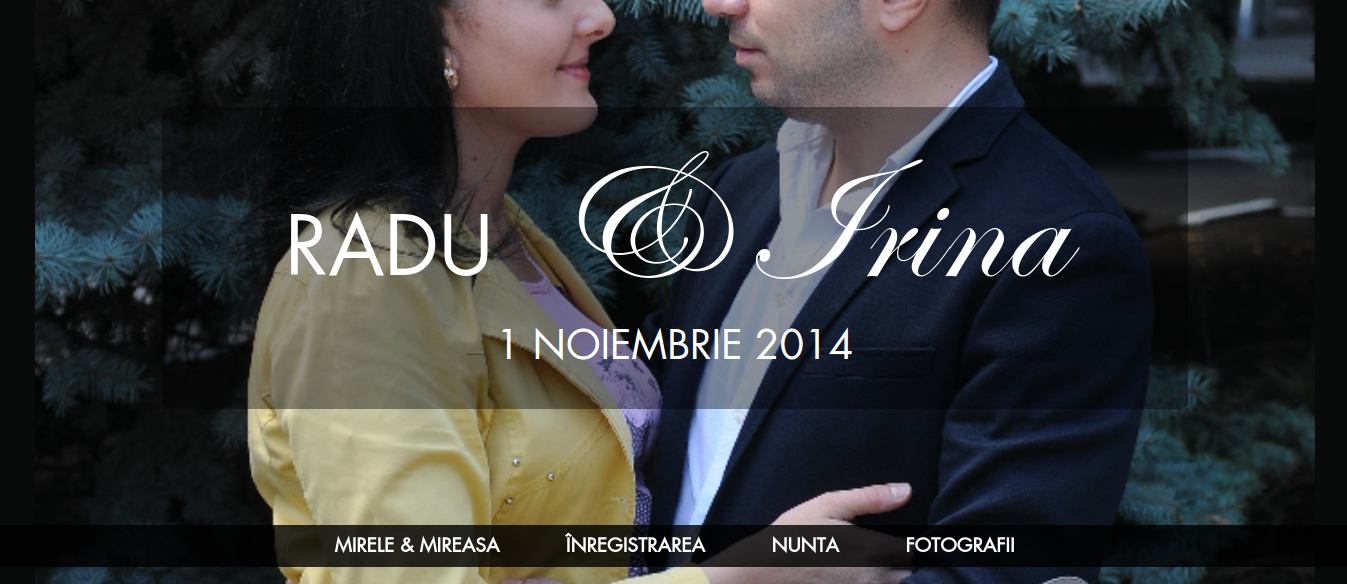 RADU & Irina
1 NOIEMBRIE 2014
MIRELE & MIREASA ÎNREGISTRAREA NUNTA FOTOGRAFII